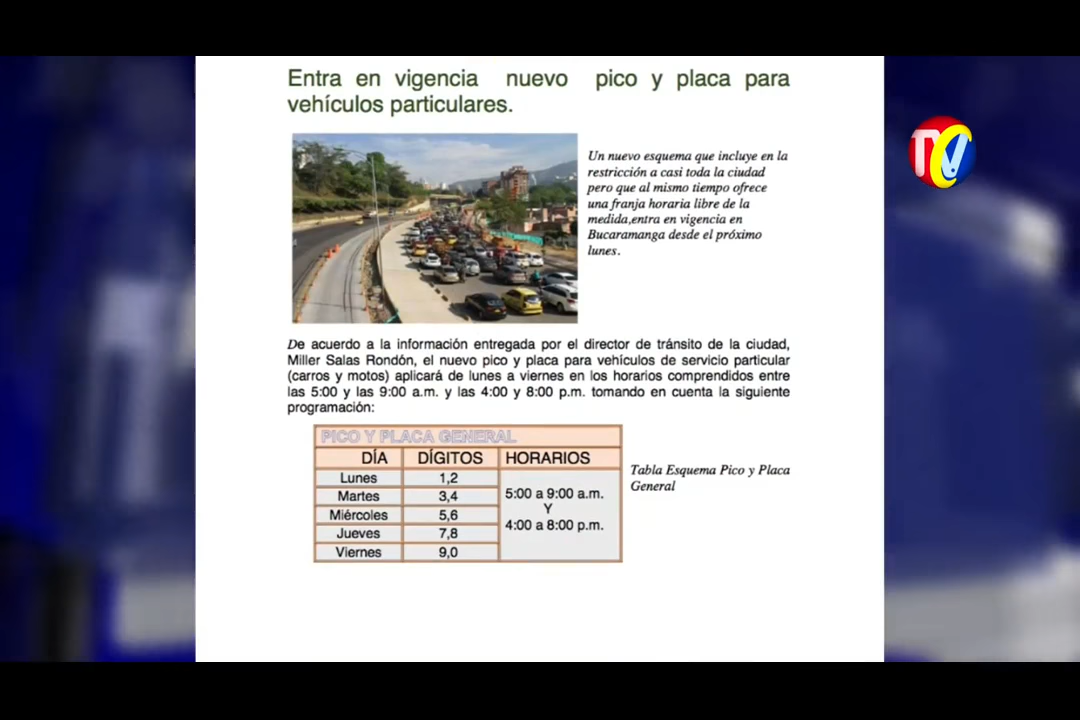 Entra en vigencia nuevo pico y placa para
vehículos particulares.
TC!
Un nuevo esquema que incluye en la
restricción a casi toda la ciudad
pero que al mismo tiempo ofrece
una franja horaria libre de la
medida,entra en vigencia en
Bucaramanga desde el próximo
lunes.
De acuerdo a la información entregada por el director de tránsito de la ciudad,
Miller Salas Rondón, el nuevo pico y placa para vehículos de servicio particular
(carros y motos) aplicará de lunes a viernes en los horarios comprendidos entre
las 5:00 y las 9:00 a.m. y las 4:00 y 8:00 p.m. tomando en cuenta la siguiente
programación:
PICO Y PLACA GENERAL
DÍA DÍGITOS HORARIOS
Lunes 1,2
Martes 3,4
Miércoles 5,6
Jueves 7,8
Viernes 9,0
5:00 a 9:00 a.m.
Y
4:00 a 8:00 p.m.
Tabla Esquema Pico y Placa
General